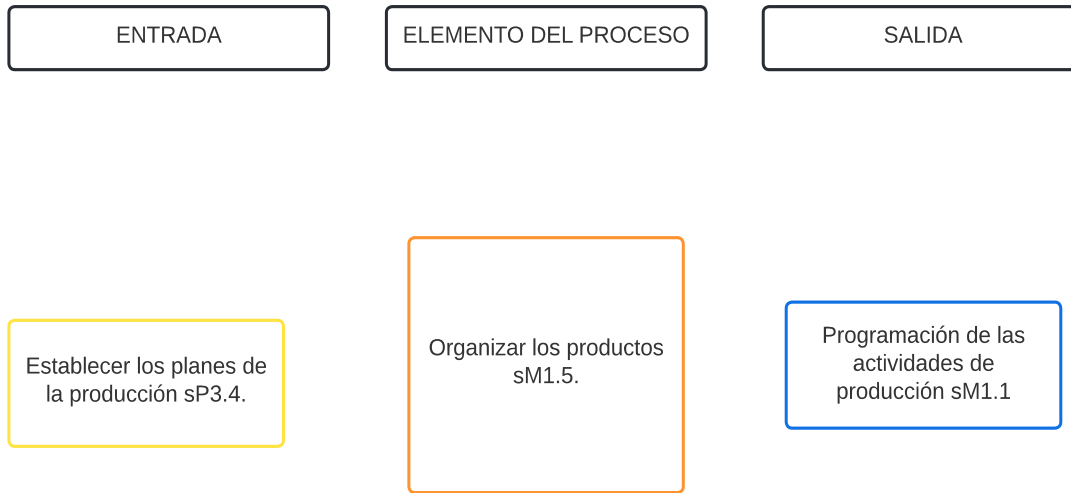 ENTRADA
ELEMENTO DEL PROCESO
SALIDA
Establecer los planes de
la producción sP3.4.
Organizar los productos
sM1.5.
Programación de las
actividades de
producción sM1.1